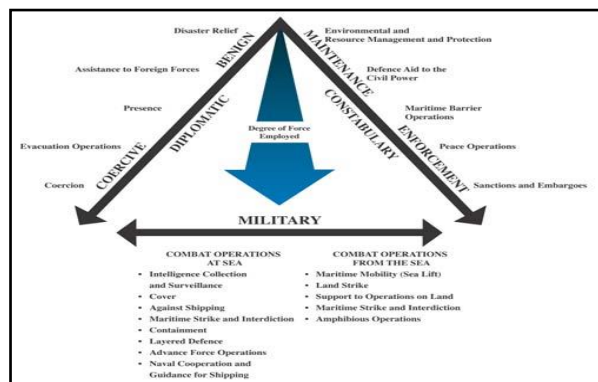 Disaster Relief
Environmental and
Resource Management and Protection
BENIGN
MAINTENANCE
Assistance to Foreign Forces
Defence Aid to the
Civil Power
Presence
DIPLOMATIC
CONSTABULARY
Maritime Barrier
Operations
Degree of Force
Employed
Evacuation Operations
COERCIVE
ENFORCEMENT
Peace Operations
Coercion
Sanctions and Embargoes
MILITARY
COMBAT OPERATIONS
AT SEA
• Intelligence Collection
and Surveillance
• Cover
• Against Shipping
• Maritime Strike and Interdiction
• Containment
• Layered Defence
• Advance Force Operations
• Naval Cooperation and
Guidance for Shipping
COMBAT OPERATIONS
FROM THE SEA
• Maritime Mobility (Sea Lift)
• Land Strike
• Support to Operations on Land
• Maritime Strike and Interdiction
• Amphibious Operations